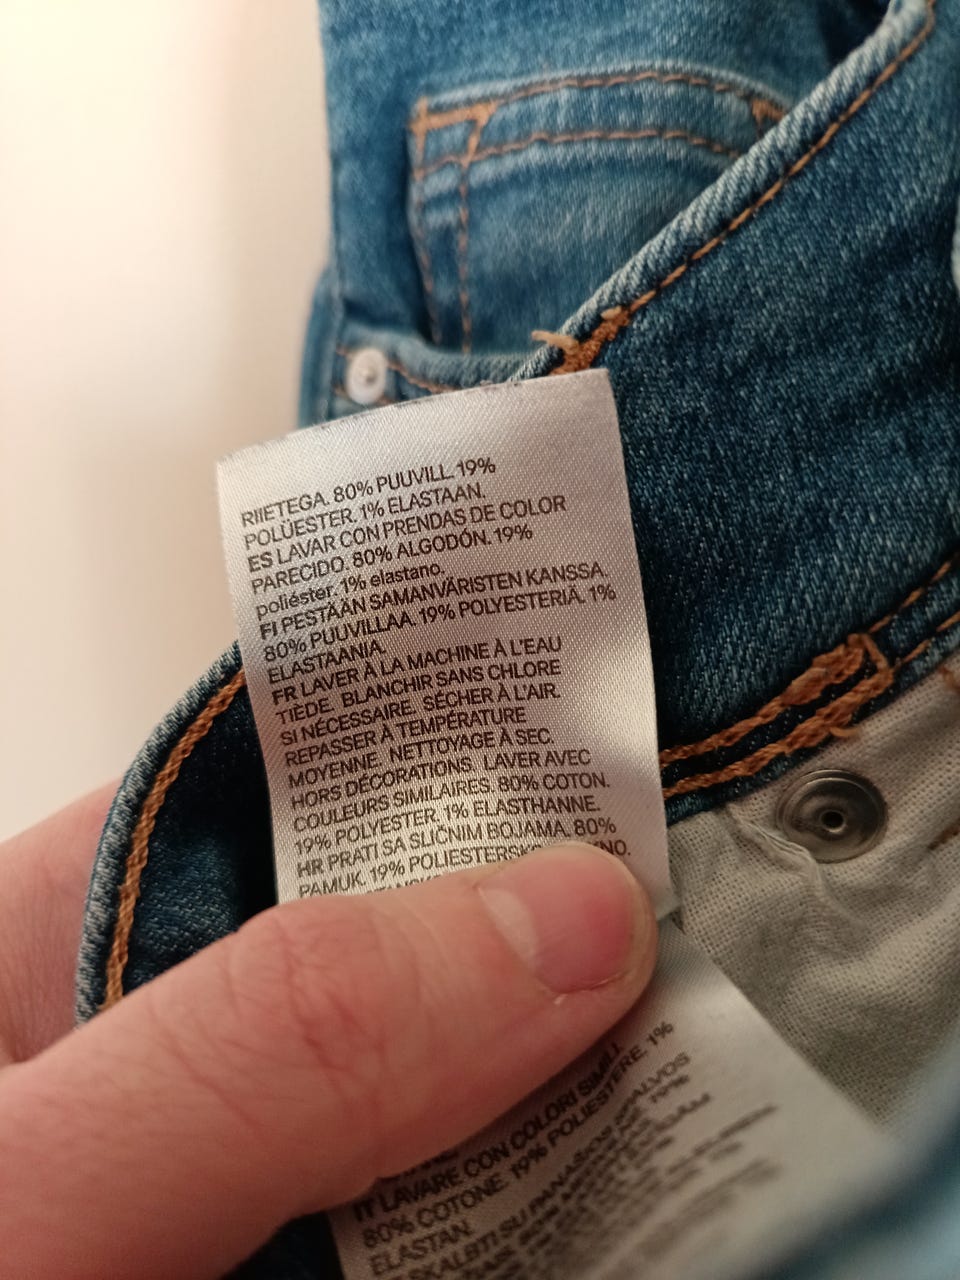 RIIETEGA. 80% PUUVILL. 19%
POLÜESTER. 1% ELASTAAN.
ES LAVAR CON PRENDAS DE COLOR
PARECIDO. 80% ALGODÓN. 19%
poliéster. 1% elastano.
FI PESTÄÄN SAMANVÄRISTEN KANSSA.
80% PUUVILLAA. 19% POLYESTERIÄ. 1%
ELASTAANIA.
FR LAVER À LA MACHINE À L'EAU
TIÈDE. BLANCHIR SANS CHLORE
SI NÉCESSAIRE. SÉCHER À L'AIR.
REPASSER À TEMPÉRATURE
MOYENNE. NETTOYAGE À SEC.
HORS DÉCORATIONS. LAVER AVEC
COULEURS SIMILAIRES. 80% COTON.
19% POLYESTER. 1% ELASTHANNE.
HR PRATI SA SLIČNIM BOJAMA. 80%
PAMUK. 19%
IT LAVARE CON COLORI SIMILI.
80% COTONE. 19% POLIESTERE. 1%
ELASTAN.
SU PANAŠIOS SPALVOS